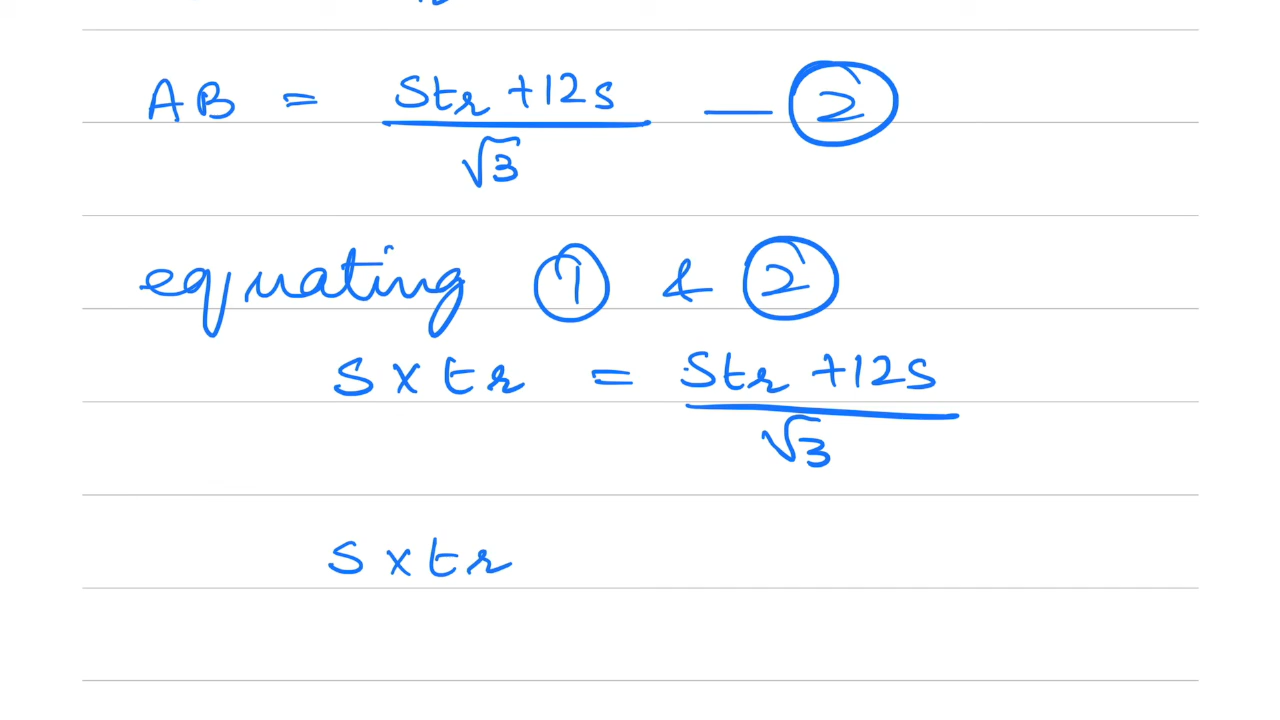 AB = (Str + 12s)/√3 — ②
equating ① & ②
s × tr = (Str + 12s)/√3
s × tr